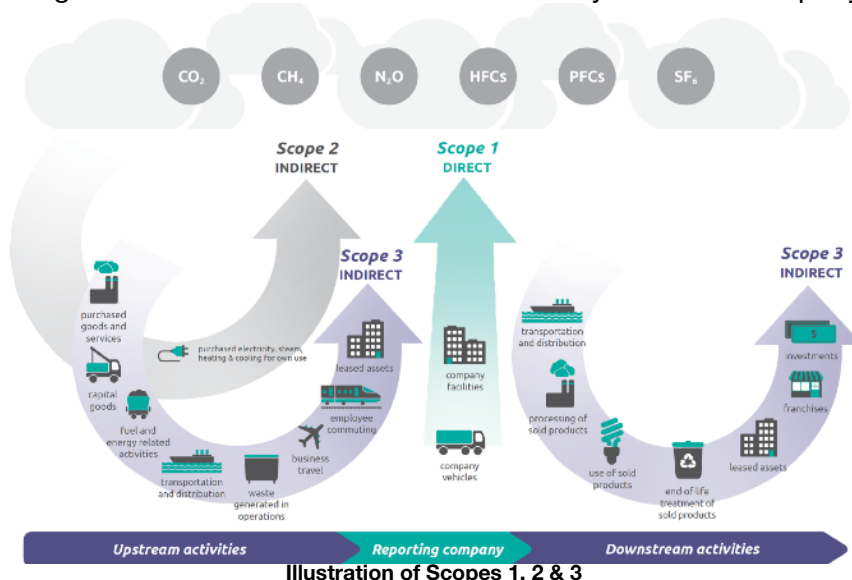 CO₂
CH₄
N₂O
HFCs
PFCs
SF₆
Scope 2
INDIRECT
Scope 1
DIRECT
Scope 3
INDIRECT
Scope 3
INDIRECT
purchased
goods and
services
capital
goods
fuel and
energy related
activities
transportation
and distribution
waste
generated in
operations
business
travel
employee
commuting
leased assets
purchased electricity, steam,
heating & cooling for own use
company
facilities
company
vehicles
transportation
and distribution
processing of
sold products
use of sold
products
end of life
treatment of
sold products
leased assets
franchises
$
investments
Upstream activities
Reporting company
Downstream activities
Illustration of Scopes 1, 2 & 3